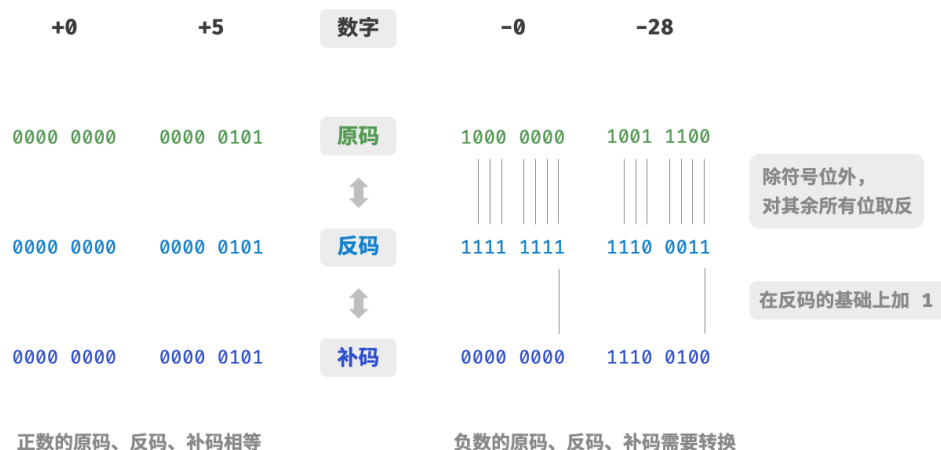 +0 +5 数字 -0 -28
0000 0000 0000 0101 原码 1000 0000 1001 1100
除符号位外，
对其余所有位取反
0000 0000 0000 0101 反码 1111 1111 1110 0011
在反码的基础上加 1
0000 0000 0000 0101 补码 0000 0000 1110 0100
正数的原码、反码、补码相等 负数的原码、反码、补码需要转换